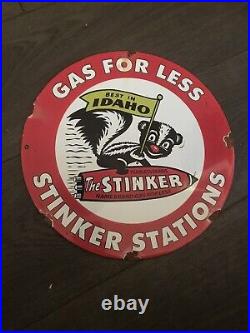 GAS FOR LESS
BEST IN
IDAHO
The STINKER
STINKER STATIONS